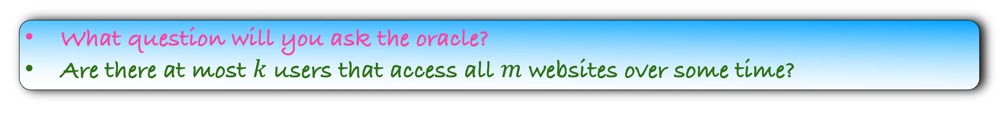 • What question will you ask the oracle?
• Are there at most k users that access all m websites over some time?